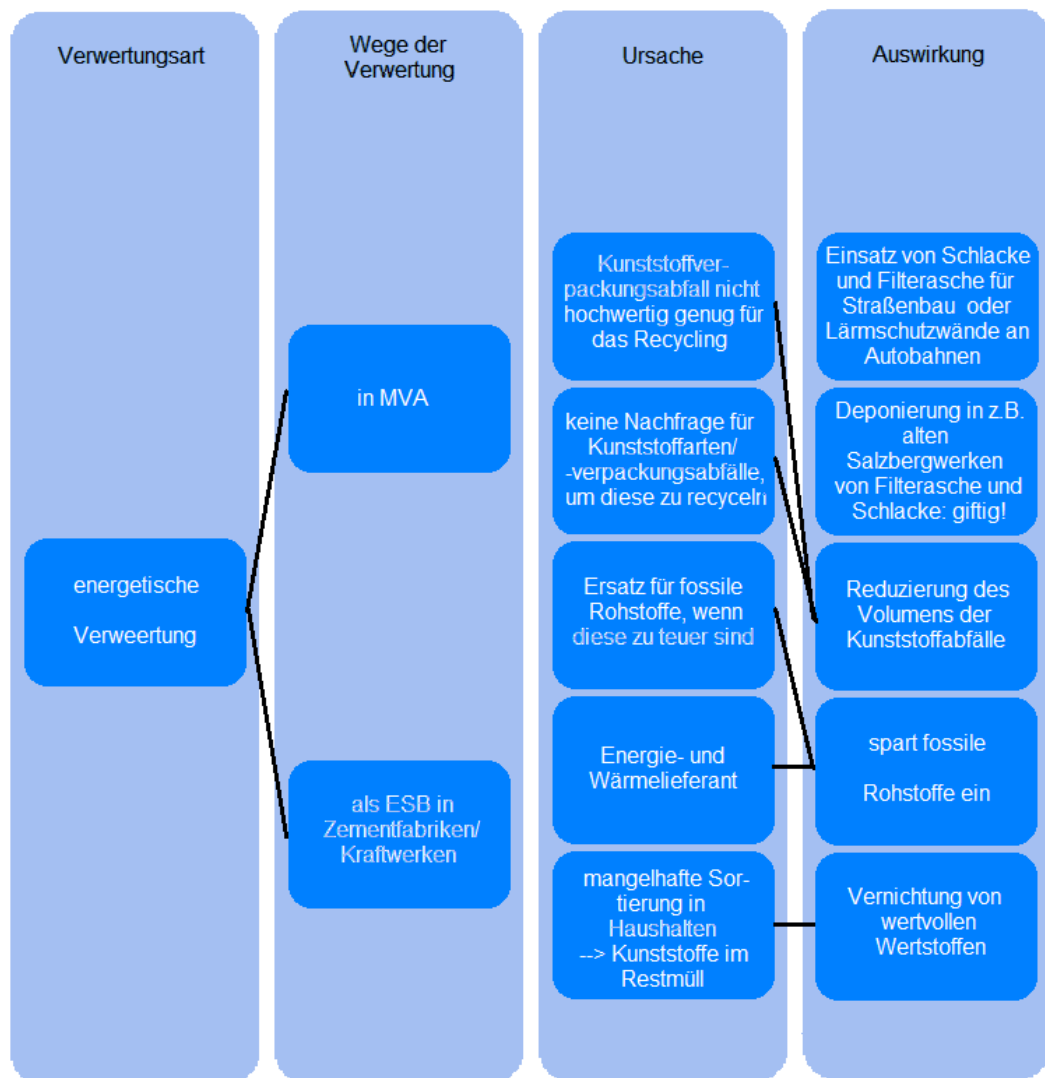 Verwertungsart
Wege der
Verwertung
Ursache
Auswirkung
energetische
Verweertung
in MVA
als ESB in
Zementfabriken/
Kraftwerken
Kunststoffver-
packungsabfall nicht
hochwertig genug für
das Recycling
keine Nachfrage für
Kunststoffarten/
-verpackungsabfälle,
um diese zu recyceln
Ersatz für fossile
Rohstoffe, wenn
diese zu teuer sind
Energie- und
Wärmelieferant
mangelhafte Sor-
tierung in
Haushalten
--> Kunststoffe im
Restmüll
Einsatz von Schlacke
und Filterasche für
Straßenbau oder
Lärmschutzwände an
Autobahnen
Deponierung in z.B.
alten
Salzbergwerken
von Filterasche und
Schlacke: giftig!
Reduzierung des
Volumens der
Kunststoffabfälle
spart fossile
Rohstoffe ein
Vernichtung von
wertvollen
Wertstoffen